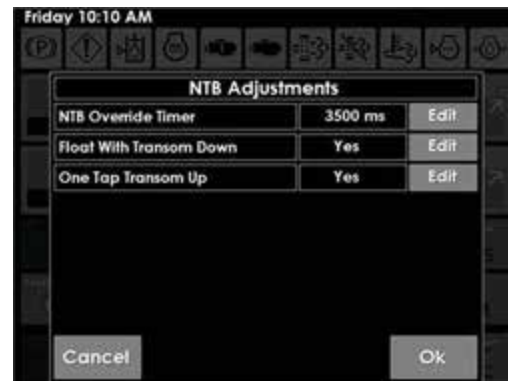 Friday 10:10 AM
NTB Adjustments
NTB Override Timer 3500 ms Edit
Float With Transom Down Yes Edit
One Tap Transom Up Yes Edit
Cancel Ok